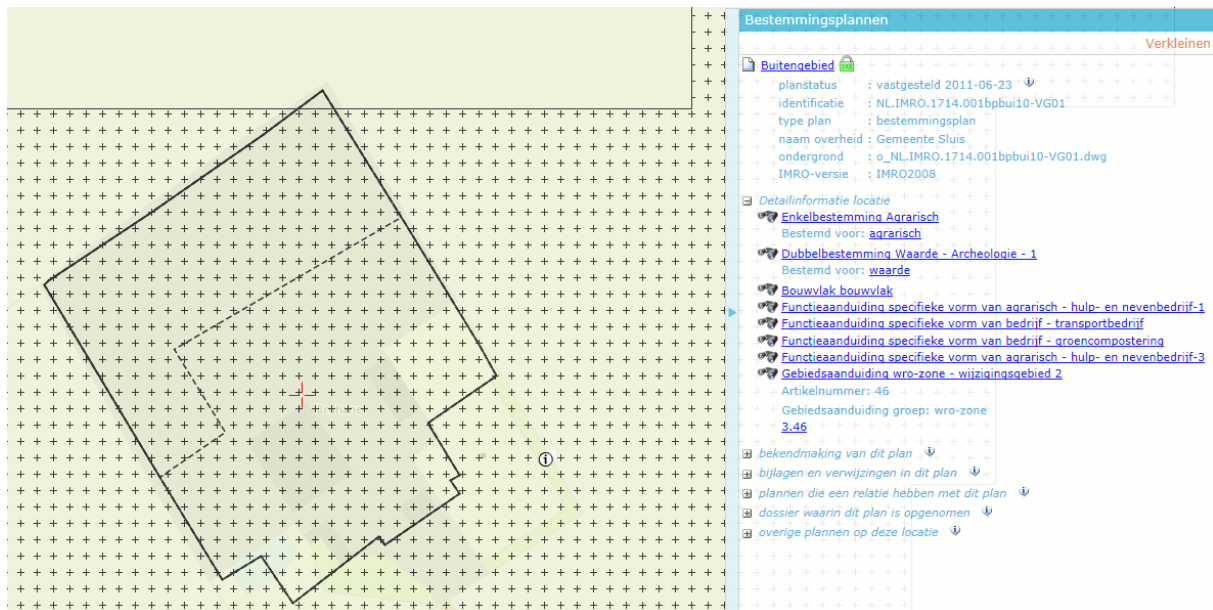 Bestemmingsplannen
Verkleinen
Buitengebied
planstatus : vastgesteld 2011-06-23
identificatie : NL.IMRO.1714.001bpbui10-VG01
type plan : bestemmingsplan
naam overheid : Gemeente Sluis
ondergrond : o_NL.IMRO.1714.001bpbui10-VG01.dwg
IMRO-versie : IMRO2008
Detailinformatie locatie
Enkelbestemming Agrarisch
Bestemd voor: agrarisch
Dubbelbestemming Waarde - Archeologie - 1
Bestemd voor: waarde
Bouwvlak bouwvlak
Functieaanduiding specifieke vorm van agrarisch - hulp- en nevenbedrijf-1
Functieaanduiding specifieke vorm van bedrijf - transportbedrijf
Functieaanduiding specifieke vorm van bedrijf - groencompostering
Functieaanduiding specifieke vorm van agrarisch - hulp- en nevenbedrijf-3
Gebiedsaanduiding wro-zone - wijzigingsgebied 2
Artikelnummer: 46
Gebiedsaanduiding groep: wro-zone
3.46
bekendmaking van dit plan
bijlagen en verwijzingen in dit plan
plannen die een relatie hebben met dit plan
dossier waarin dit plan is opgenomen
overige plannen op deze locatie